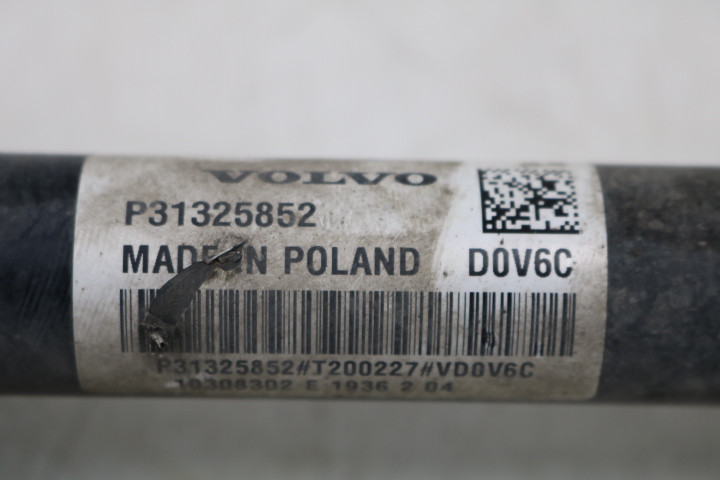 VOLVO
P31325852
MADE IN POLAND D0V6C
P31325852#T200227#VD0V6C
10308302 E 1936 2 04